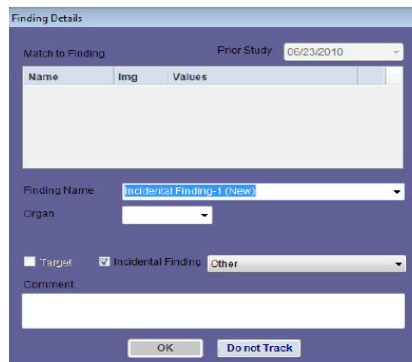 Finding Details
Match to Finding Prior Study 06/23/2010
Name Img Values
Finding Name Incidental Finding-1 (New)
Organ
Target Incidental Finding Other
Comment
OK Do not Track